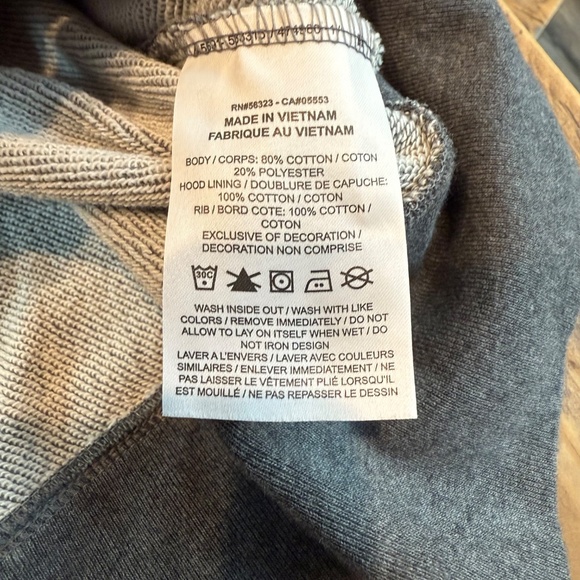 RN#56323 - CA#05553
MADE IN VIETNAM
FABRIQUE AU VIETNAM
BODY / CORPS: 80% COTTON / COTON
20% POLYESTER
HOOD LINING / DOUBLURE DE CAPUCHE:
100% COTTON / COTON
RIB / BORD COTE: 100% COTTON /
COTON
EXCLUSIVE OF DECORATION /
DECORATION NON COMPRISE
30C
WASH INSIDE OUT / WASH WITH LIKE
COLORS / REMOVE IMMEDIATELY / DO NOT
ALLOW TO LAY ON ITSELF WHEN WET / DO
NOT IRON DESIGN
LAVER A L'ENVERS / LAVER AVEC COULEURS
SIMILAIRES / ENLEVER IMMEDIATEMENT / NE
PAS LAISSER LE VÊTEMENT PLIÉ LORSQU'IL
EST MOUILLÉ / NE PAS REPASSER LE DESSIN